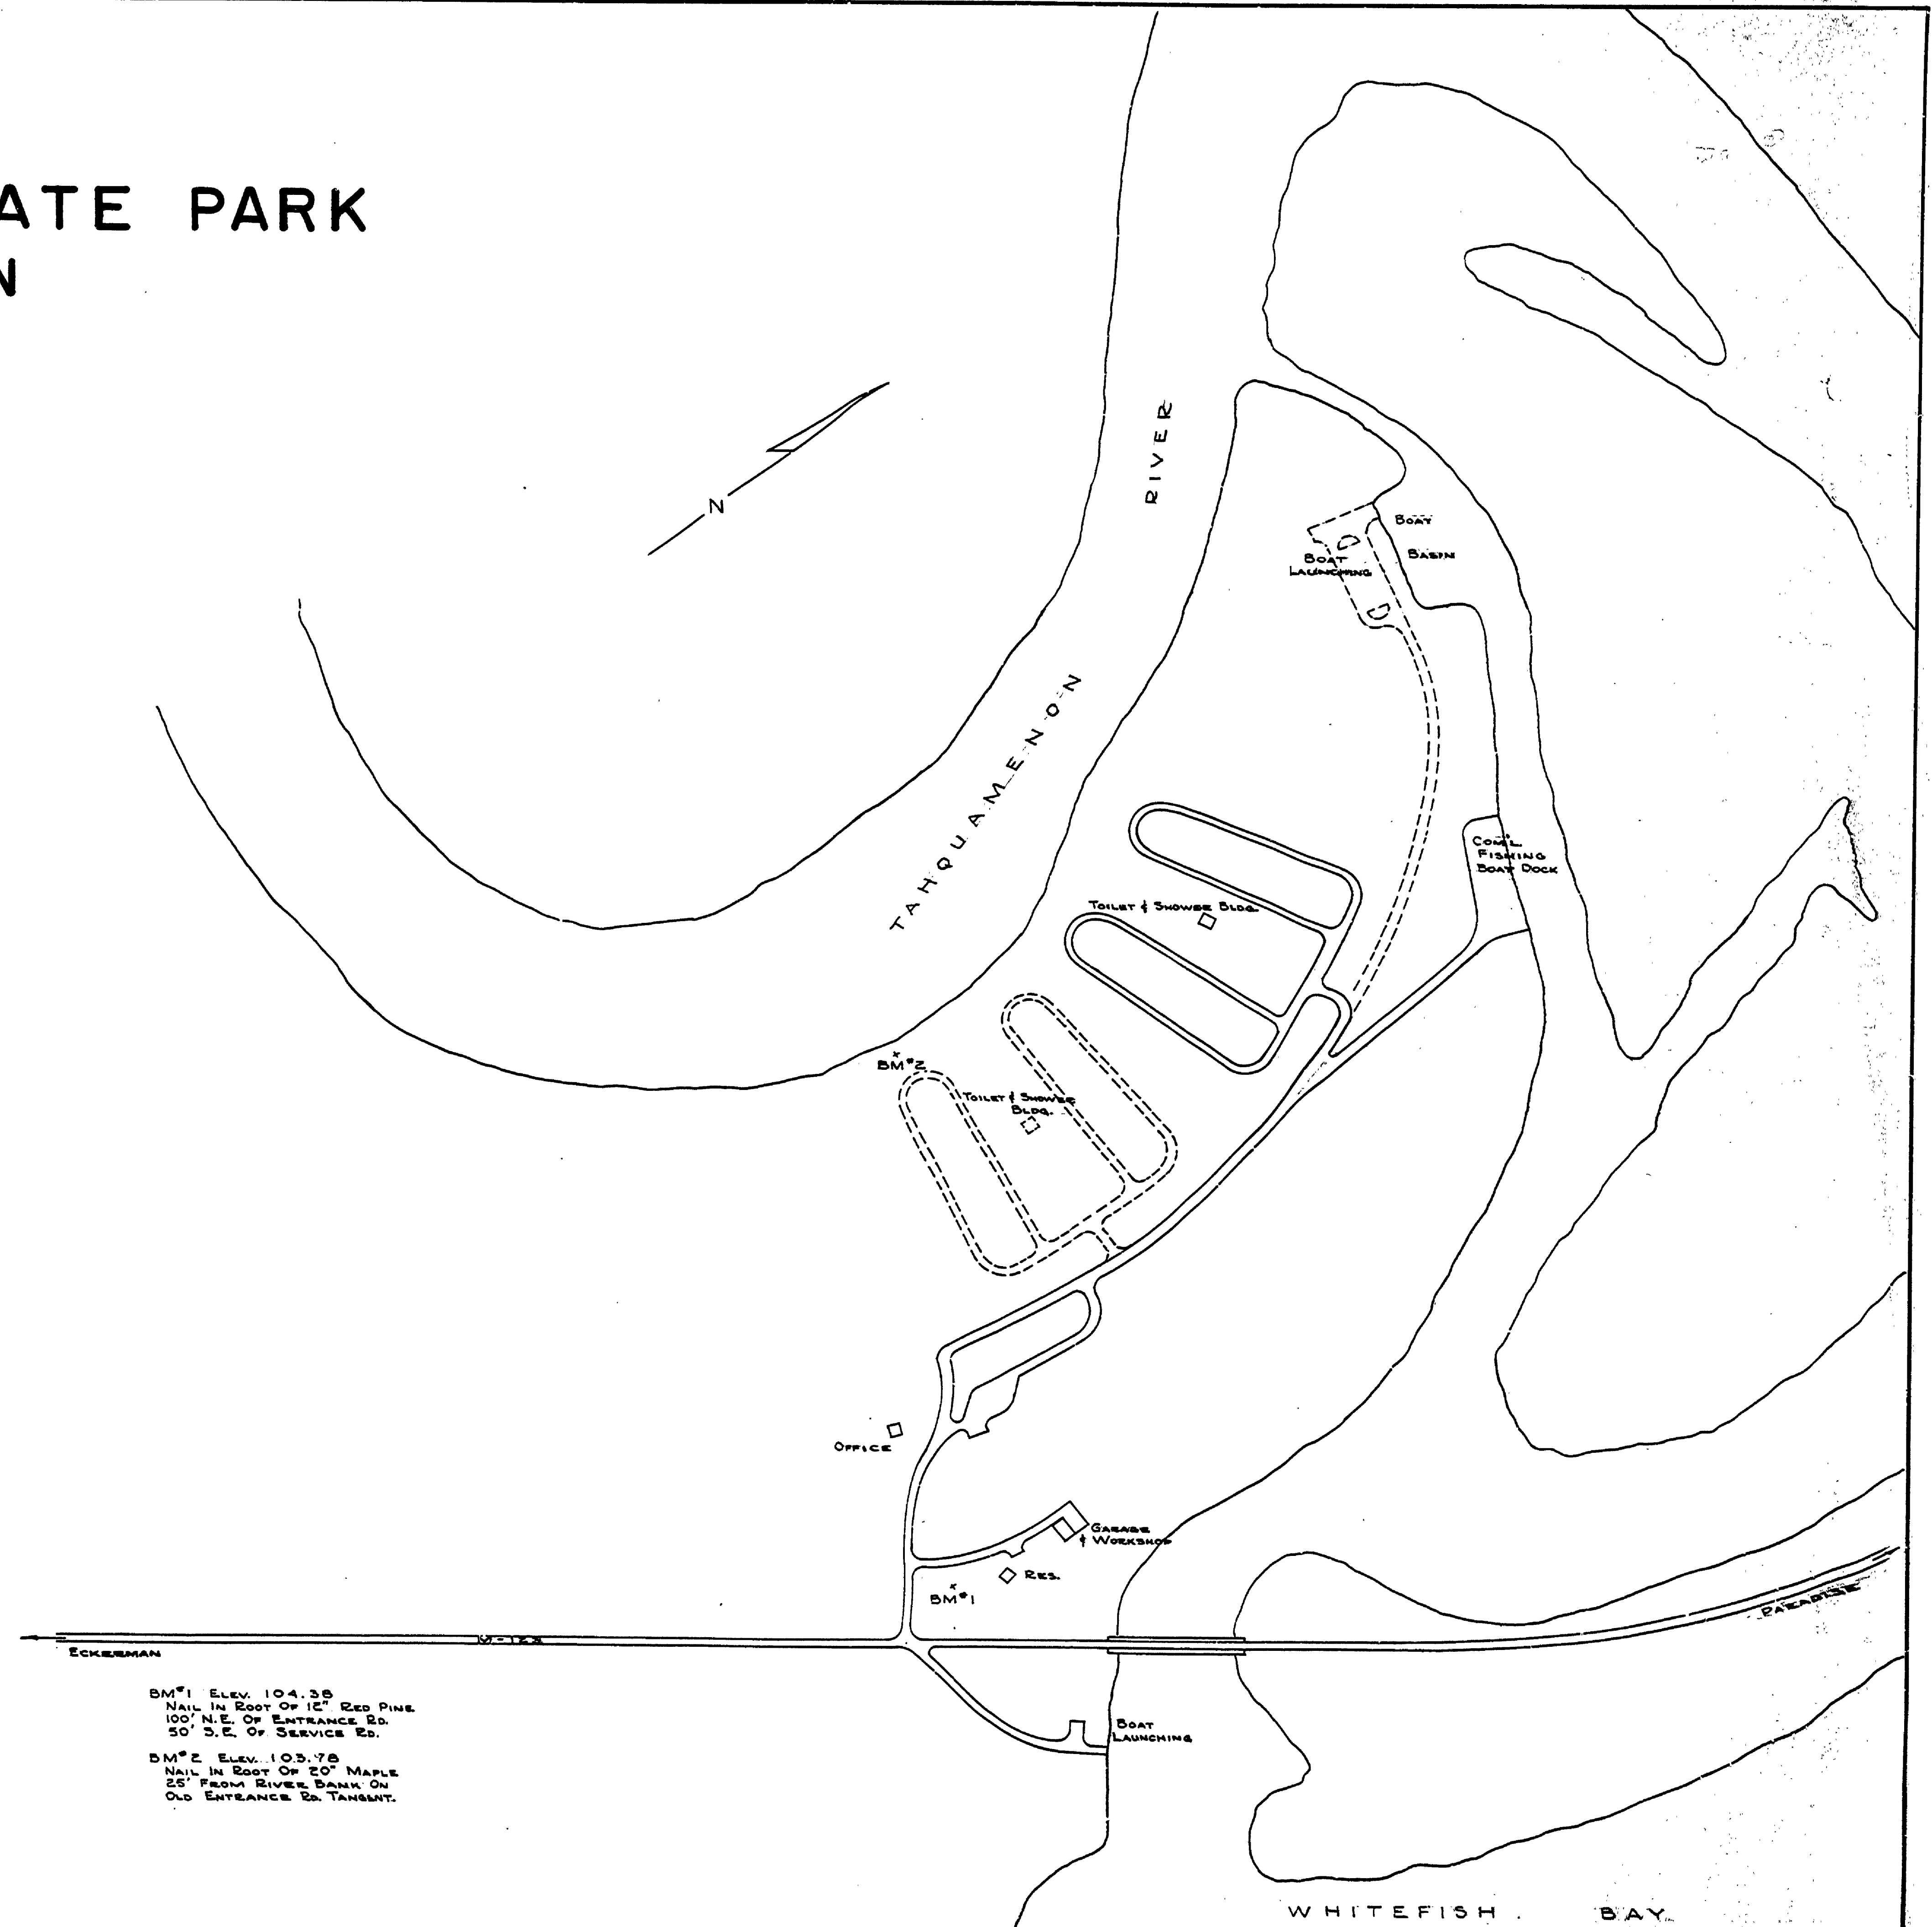 ATE PARK
N
N
RIVER
TAHQUAMENON
BOAT
BASIN
BOAT
LAUNCHING
COM'L
FISHING
BOAT DOCK
TOILET & SHOWER BLDG.
BM#2
TOILET & SHOWER
BLDG.
OFFICE
GARAGE
& WORKSHOP
RES.
BM#1
PARADISE
M-123
ECKERMAN
BM#1 ELEV. 104.38
NAIL IN ROOT OF 12" RED PINE
100' N.E. OF ENTRANCE RD.
50' S.E. OF SERVICE RD.
BM#2 ELEV. 103.78
NAIL IN ROOT OF 20" MAPLE
25' FROM RIVER BANK ON
OLD ENTRANCE RD. TANGENT.
BOAT
LAUNCHING
WHITEFISH BAY